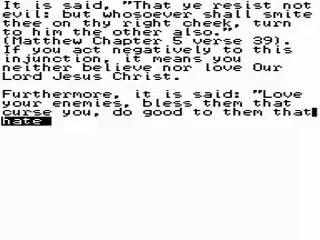 It is said, "That ye resist not
evil: but whosoever shall smite
thee on thy right cheek, turn
to him the other also."
(Matthew Chapter 5 verse 39).
If you act negatively to this
injunction, it means you
neither believe nor love Our
Lord Jesus Christ.
Furthermore, it is said: "Love
your enemies, bless them that
curse you, do good to them that
hate